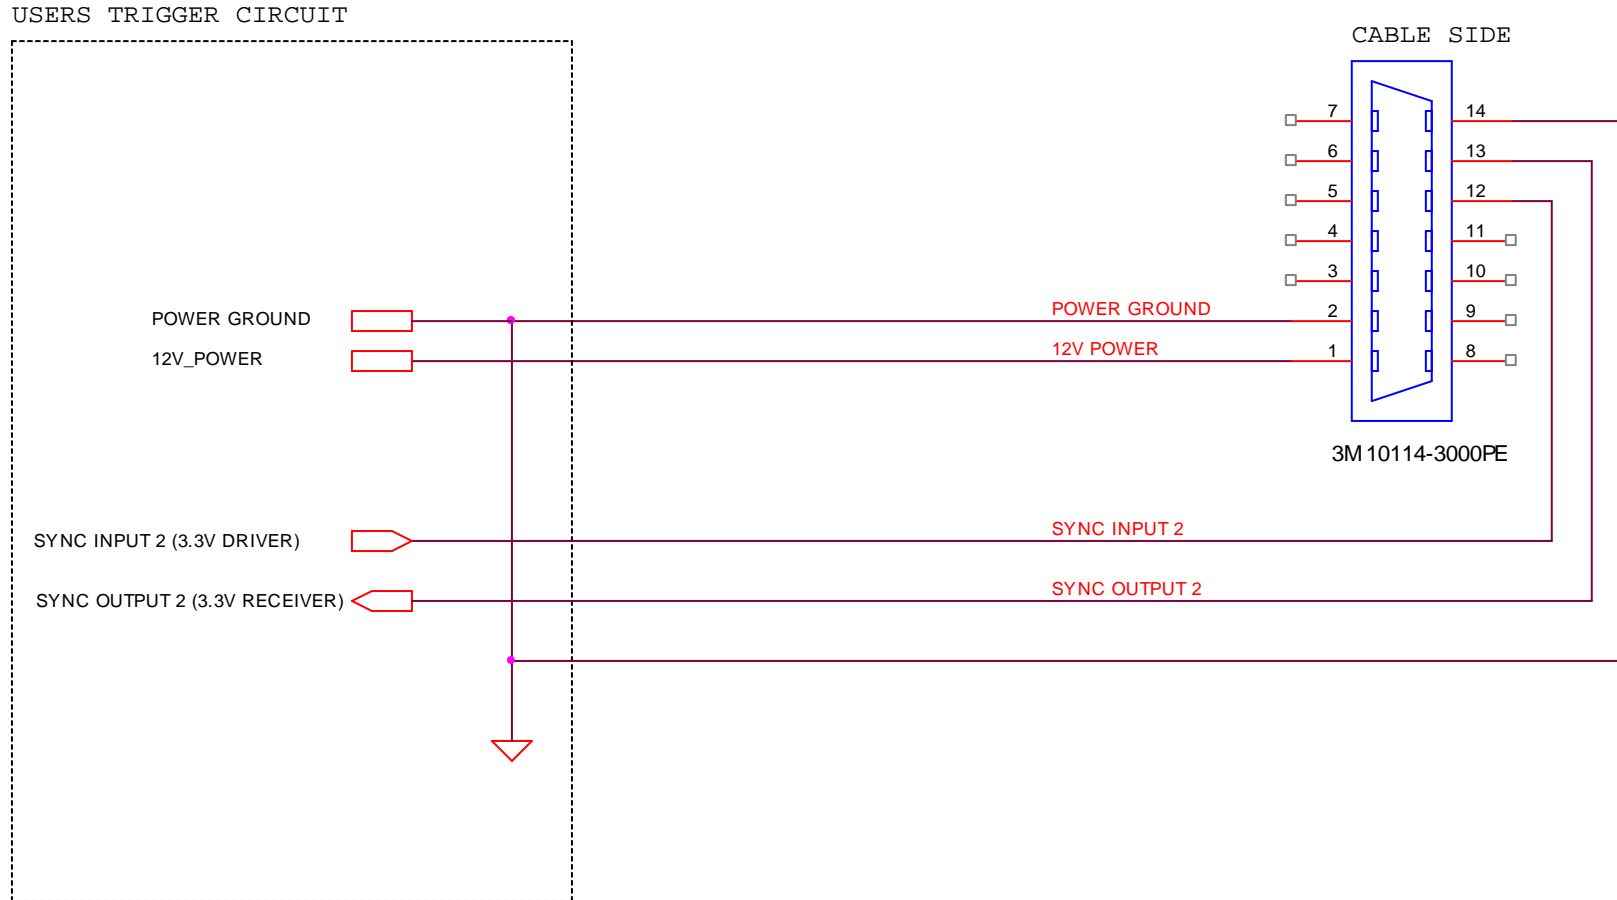 USERS TRIGGER CIRCUIT
CABLE SIDE
7 14
6 13
5 12
4 11
3 10
POWER GROUND POWER GROUND 2 9
12V_POWER 12V POWER 1 8
3M 10114-3000PE
SYNC INPUT 2 (3.3V DRIVER) SYNC INPUT 2
SYNC OUTPUT 2 (3.3V RECEIVER) SYNC OUTPUT 2